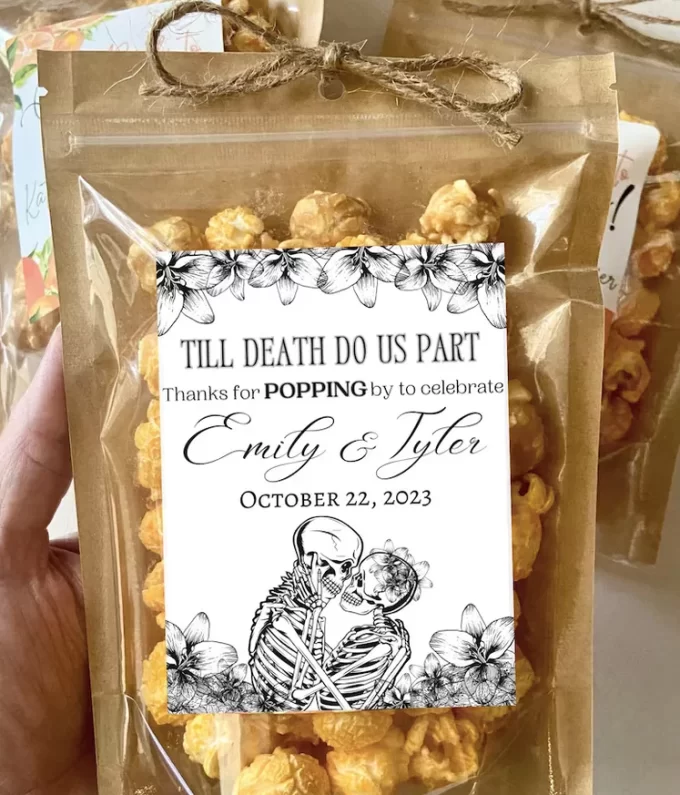 TILL DEATH DO US PART
Thanks for POPPING by to celebrate
Emily & Tyler
OCTOBER 22, 2023